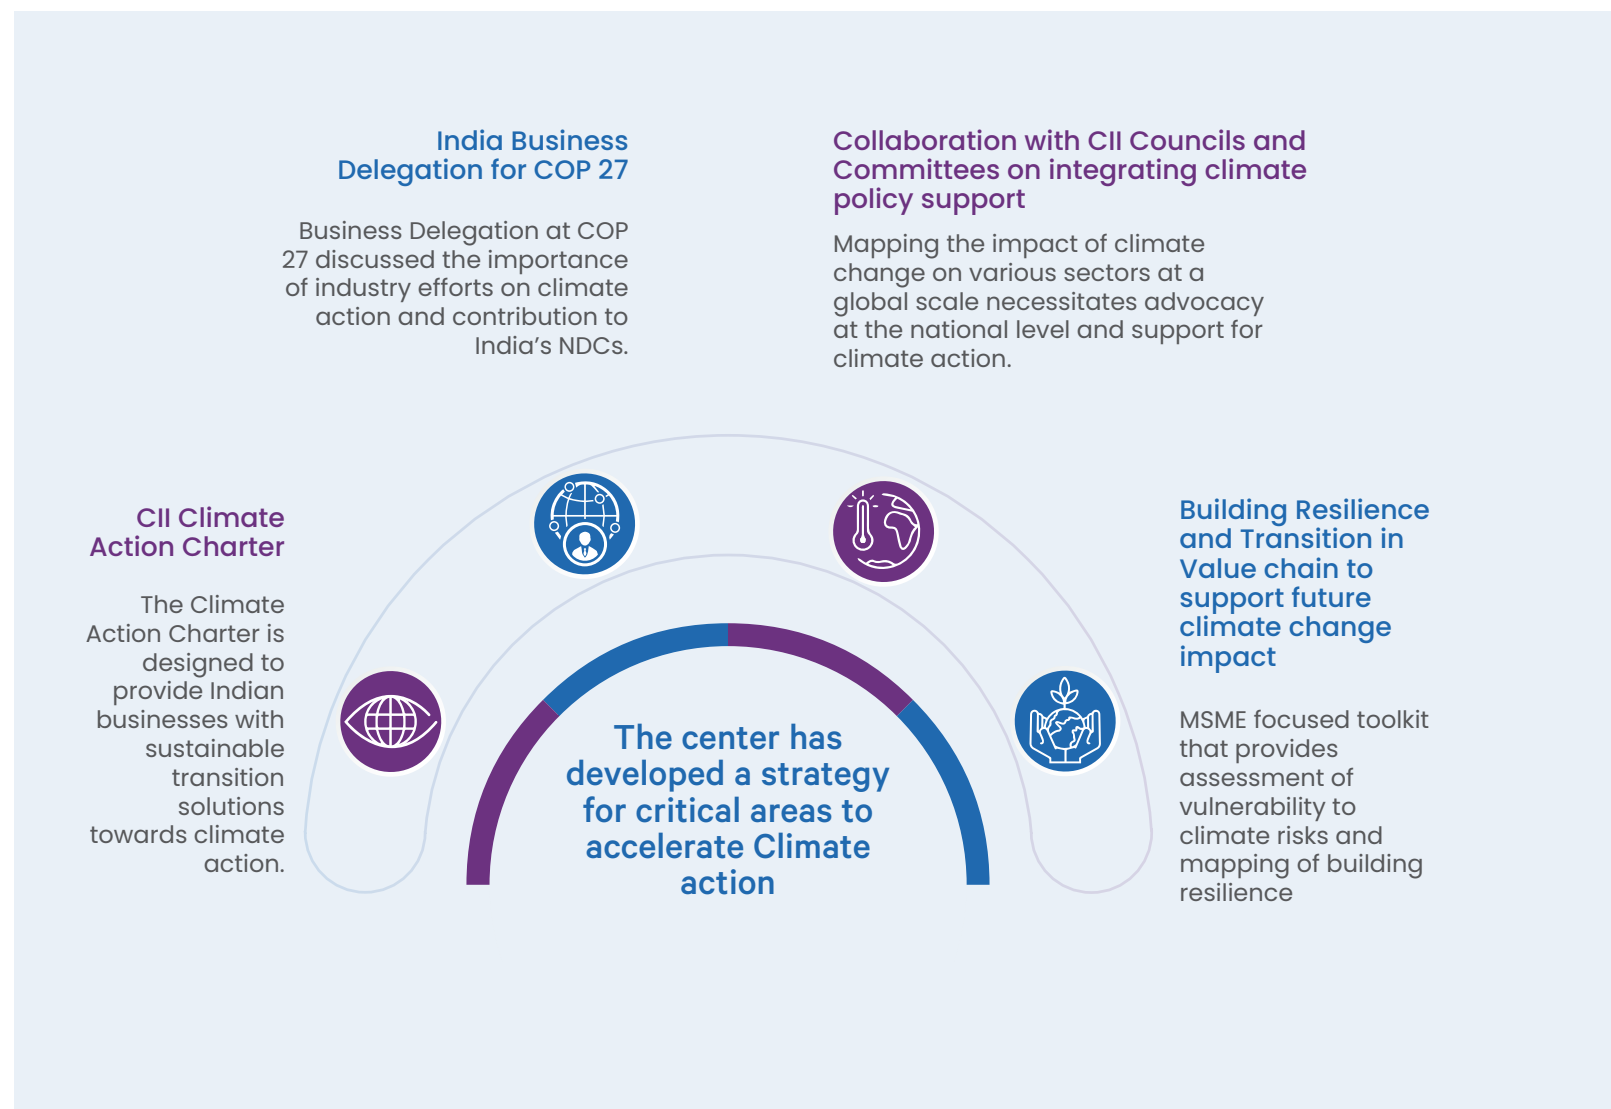 India Business
Delegation for COP 27
Business Delegation at COP
27 discussed the importance
of industry efforts on climate
action and contribution to
India’s NDCs.
Collaboration with CII Councils and
Committees on integrating climate
policy support
Mapping the impact of climate
change on various sectors at a
global scale necessitates advocacy
at the national level and support for
climate action.
CII Climate
Action Charter
The Climate
Action Charter is
designed to
provide Indian
businesses with
sustainable
transition
solutions
towards climate
action.
The center has
developed a strategy
for critical areas to
accelerate Climate
action
Building Resilience
and Transition in
Value chain to
support future
climate change
impact
MSME focused toolkit
that provides
assessment of
vulnerability to
climate risks and
mapping of building
resilience